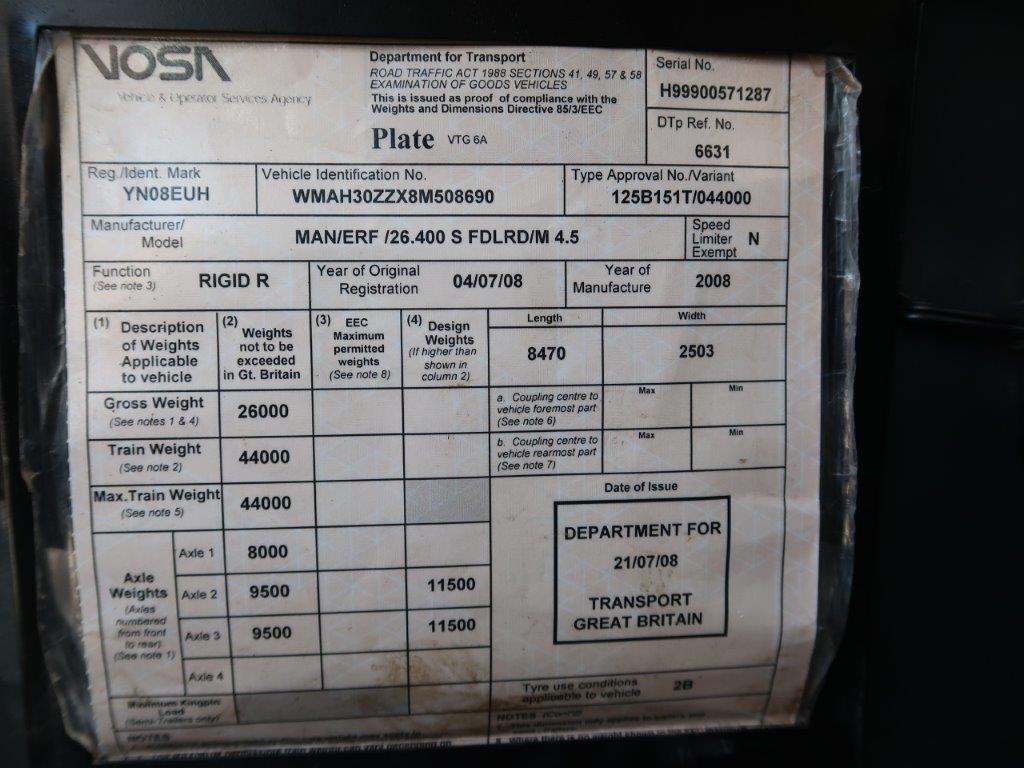 VOSA
Vehicle & Operator Services Agency
Department for Transport
ROAD TRAFFIC ACT 1988 SECTIONS 41, 49, 57 & 58
EXAMINATION OF GOODS VEHICLES
This is issued as proof of compliance with the
Weights and Dimensions Directive 85/3/EEC
Plate VTG 6A
Serial No.
H99900571287
DTp Ref. No.
6631
Reg./Ident. Mark
YN08EUH
Vehicle Identification No.
WMAH30ZZX8M508690
Type Approval No./Variant
125B151T/044000
Manufacturer/
Model
MAN/ERF /26.400 S FDLRD/M 4.5
Speed
Limiter N
Exempt
Function
(See note 3)
RIGID R
Year of Original
Registration 04/07/08
Year of
Manufacture 2008
(1) Description
of Weights
Applicable
to vehicle
(2) Weights
not to be
exceeded
in Gt. Britain
(3) EEC
Maximum
permitted
weights
(See note 8)
(4) Design
Weights
(If higher than
shown in
column 2)
Length
8470
Width
2503
Gross Weight
(See notes 1 & 4)
26000
a. Coupling centre to
vehicle foremost part
(See note 6)
Max
Min
Train Weight
(See note 2)
44000
b. Coupling centre to
vehicle rearmost part
(See note 7)
Max
Min
Max.Train Weight
(See note 5)
44000
Axle
Weights
(Axles
numbered
from front
to rear)
(See note 1)
Axle 1 8000
Axle 2 9500 11500
Axle 3 9500 11500
Axle 4
Minimum Kingpin
Load
(Semi-Trailers only)
Date of Issue
DEPARTMENT FOR
21/07/08
TRANSPORT
GREAT BRITAIN
Tyre use conditions
applicable to vehicle 2B
NOTES
NOTES